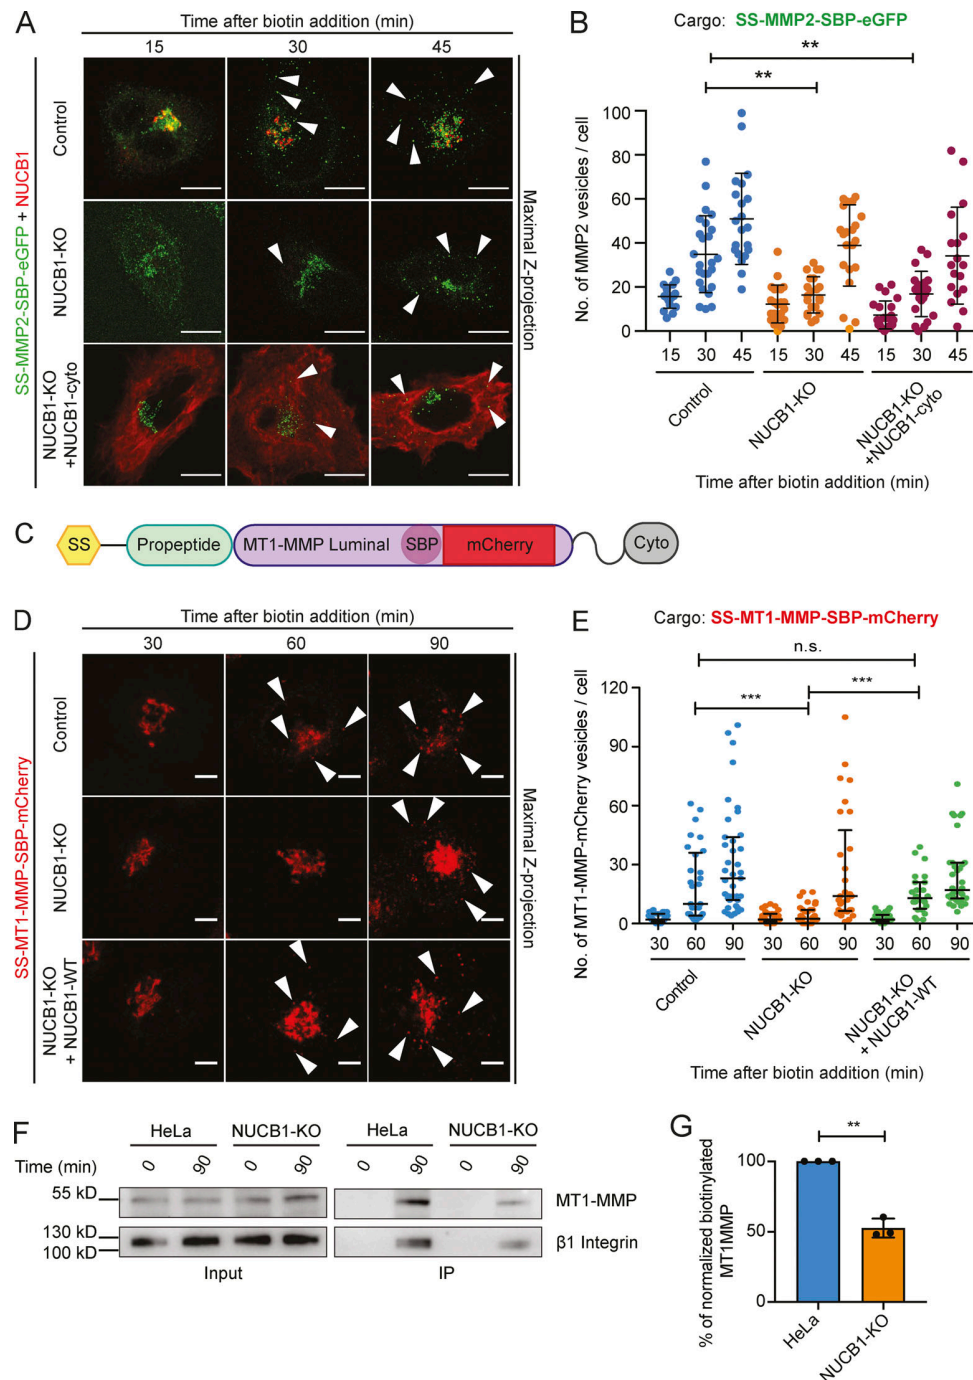 A
Time after biotin addition (min)
15 30 45
SS-MMP2-SBP-eGFP + NUCB1
Control
NUCB1-KO
NUCB1-KO
+NUCB1-cyto
Maximal Z-projection
B
Cargo: SS-MMP2-SBP-eGFP
**
**
No. of MMP2 vesicles / cell
100
80
60
40
20
0
15 30 45 15 30 45 15 30 45
Control
NUCB1-KO
NUCB1-KO
+NUCB1-cyto
Time after biotin addition (min)
C
SS
Propeptide
MT1-MMP Luminal
SBP
mCherry
Cyto
D
Time after biotin addition (min)
30 60 90
SS-MT1-MMP-SBP-mCherry
Control
NUCB1-KO
NUCB1-KO
+ NUCB1-WT
Maximal Z-projection
E
Cargo: SS-MT1-MMP-SBP-mCherry
n.s.
***
***
No. of MT1-MMP-mCherry vesicles / cell
120
90
60
30
0
30 60 90 30 60 90 30 60 90
Control
NUCB1-KO
NUCB1-KO
+ NUCB1-WT
Time after biotin addition (min)
F
HeLa NUCB1-KO HeLa NUCB1-KO
Time (min) 0 90 0 90 0 90 0 90
55 kD
MT1-MMP
130 kD
100 kD
β1 Integrin
Input IP
G
**
% of normalized biotinylated
MT1MMP
100
50
0
HeLa
NUCB1-KO